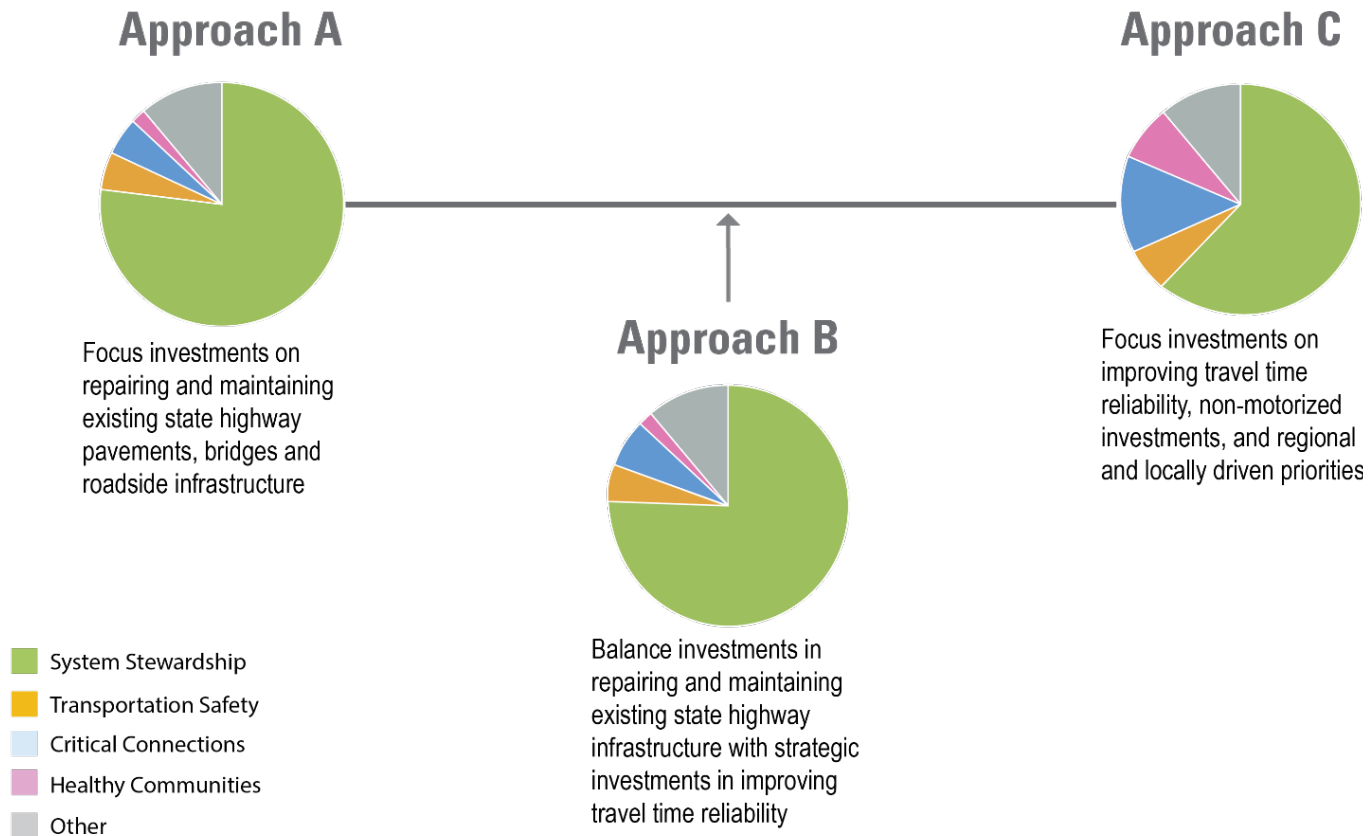 Approach A
Focus investments on
repairing and maintaining
existing state highway
pavements, bridges and
roadside infrastructure
Approach B
Balance investments in
repairing and maintaining
existing state highway
infrastructure with strategic
investments in improving
travel time reliability
Approach C
Focus investments on
improving travel time
reliability, non-motorized
investments, and regional
and locally driven priorities
System Stewardship
Transportation Safety
Critical Connections
Healthy Communities
Other